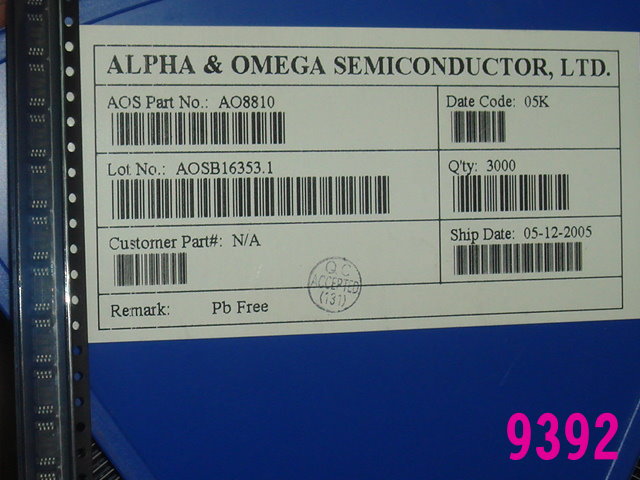 ALPHA & OMEGA SEMICONDUCTOR, LTD.
AOS Part No.: AO8810
Date Code: 05K
Lot No.: AOSB16353.1
Q'ty: 3000
Customer Part#: N/A
Ship Date: 05-12-2005
Q C
ACCEPTED
(131)
Remark: Pb Free
9392